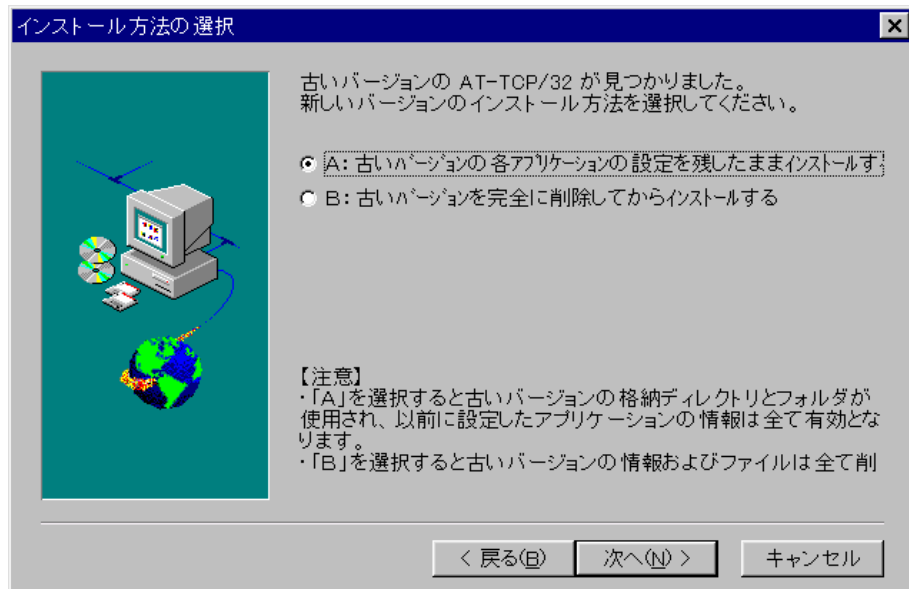 インストール方法の選択
古いバージョンの AT-TCP/32 が見つかりました。
新しいバージョンのインストール方法を選択してください。
A: 古いﾊﾞｰｼﾞｮﾝの各ｱﾌﾟﾘｹｰｼｮﾝの設定を残したままｲﾝｽﾄｰﾙす
B: 古いﾊﾞｰｼﾞｮﾝを完全に削除してからｲﾝｽﾄｰﾙする
【注意】
・「A」を選択すると古いバージョンの格納ディレクトリとフォルダが
使用され、以前に設定したアプリケーションの情報は全て有効とな
ります。
・「B」を選択すると古いバージョンの情報およびファイルは全て削
< 戻る(B)
次へ(N) >
キャンセル